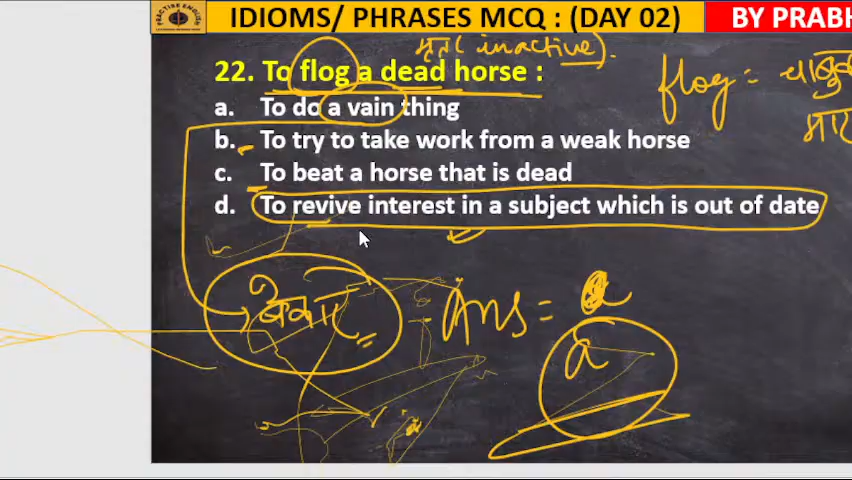 PRACTISE ENGLISH
IDIOMS/ PHRASES MCQ : (DAY 02)
BY PRABH
मृत (inactive).
22. To flog a dead horse :
flog = चाबुक
मार
a. To do a vain thing
b. To try to take work from a weak horse
c. To beat a horse that is dead
d. To revive interest in a subject which is out of date
बेकार
Ans = a
a